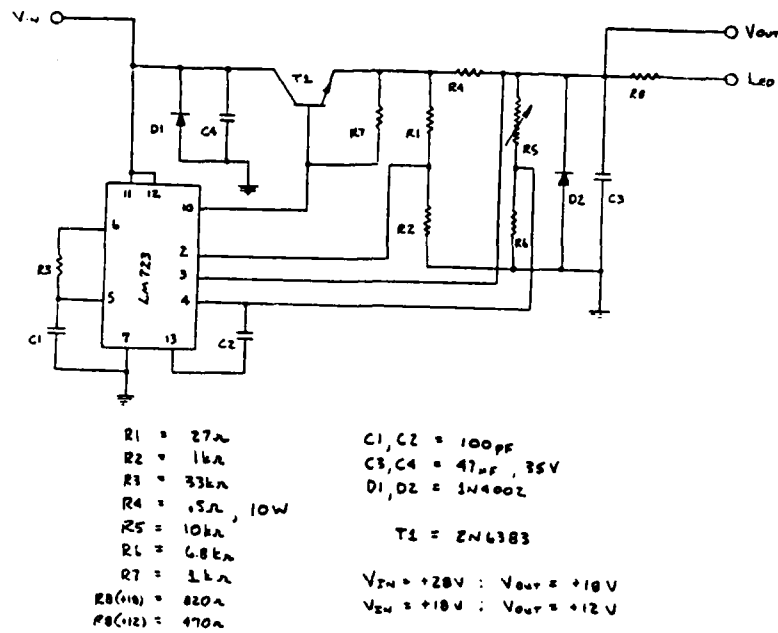 VIN
VOUT
T1
R4
LED
R8
D1
C4
R7
R1
R5
11
12
10
R2
D2
C3
6
2
R6
R3
LM723
3
5
4
C1
7
13
C2
R1 = 27Ω
R2 = 1kΩ
R3 = 33kΩ
R4 = .5Ω, 10W
R5 = 10kΩ
R6 = 6.8kΩ
R7 = 1kΩ
R8(+18) = 820Ω
R8(+12) = 470Ω
C1, C2 = 100pF
C3, C4 = 47µF, 35V
D1, D2 = 1N4002
T1 = 2N6383
VIN = +28V : VOUT = +18V
VIN = +18V : VOUT = +12V